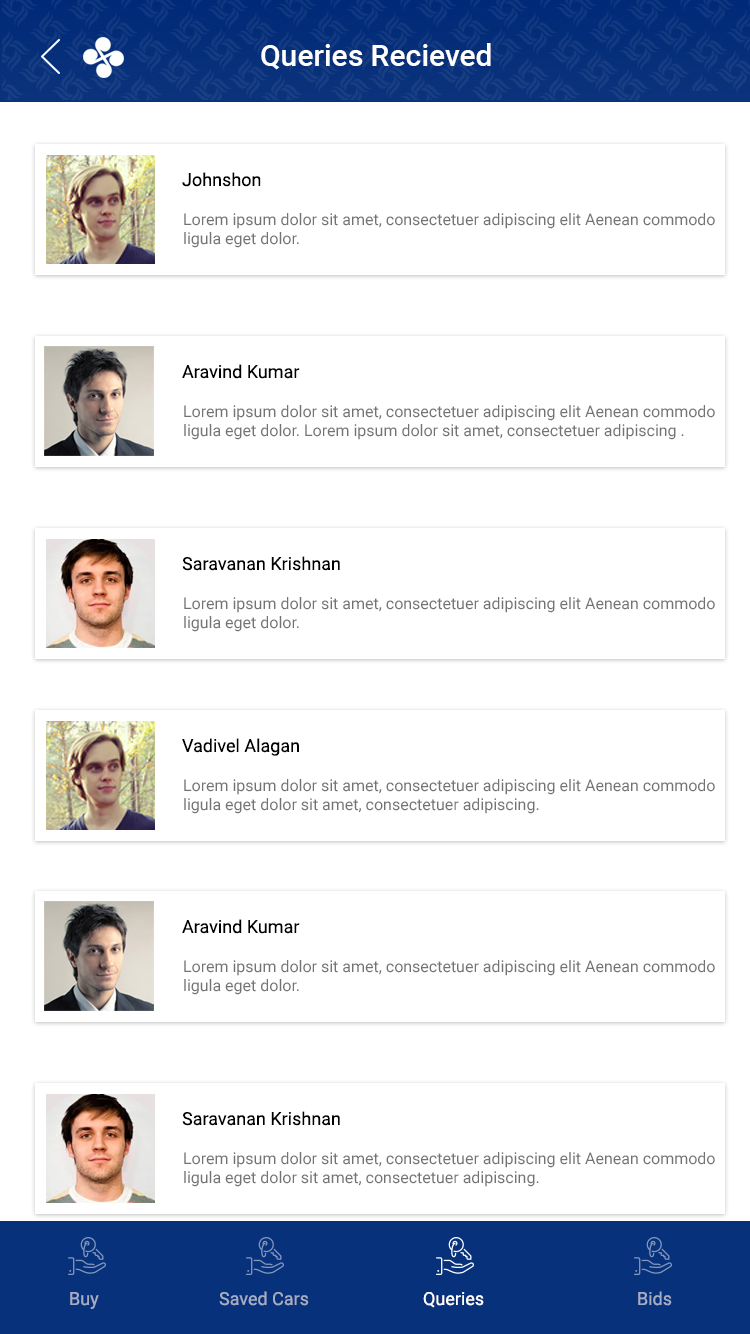 Queries Recieved
Johnshon
Lorem ipsum dolor sit amet, consectetuer adipiscing elit Aenean commodo
ligula eget dolor.
Aravind Kumar
Lorem ipsum dolor sit amet, consectetuer adipiscing elit Aenean commodo
ligula eget dolor. Lorem ipsum dolor sit amet, consectetuer adipiscing .
Saravanan Krishnan
Lorem ipsum dolor sit amet, consectetuer adipiscing elit Aenean commodo
ligula eget dolor.
Vadivel Alagan
Lorem ipsum dolor sit amet, consectetuer adipiscing elit Aenean commodo
ligula eget dolor sit amet, consectetuer adipiscing.
Aravind Kumar
Lorem ipsum dolor sit amet, consectetuer adipiscing elit Aenean commodo
ligula eget dolor.
Saravanan Krishnan
Lorem ipsum dolor sit amet, consectetuer adipiscing elit Aenean commodo
ligula eget dolor sit amet, consectetuer adipiscing.
Buy Saved Cars Queries Bids